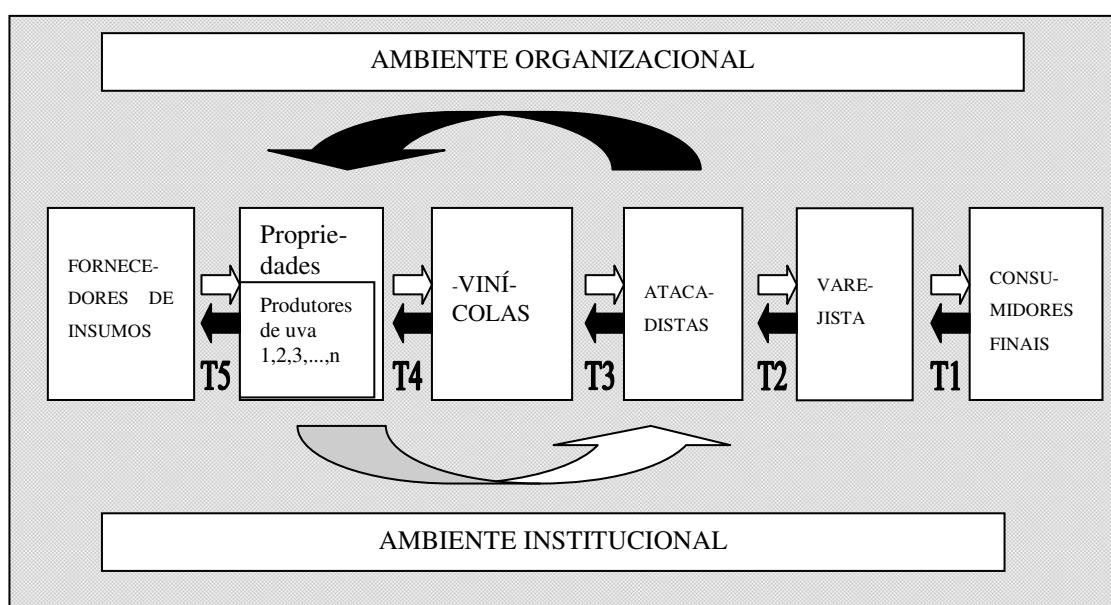 AMBIENTE ORGANIZACIONAL
FORNECE-
DORES DE
INSUMOS
T5
Proprie-
dades
Produtores
de uva
1,2,3,...,n
T4
-VINÍ-
COLAS
T3
ATACA-
DISTAS
T2
VARE-
JISTA
T1
CONSU-
MIDORES
FINAIS
AMBIENTE INSTITUCIONAL